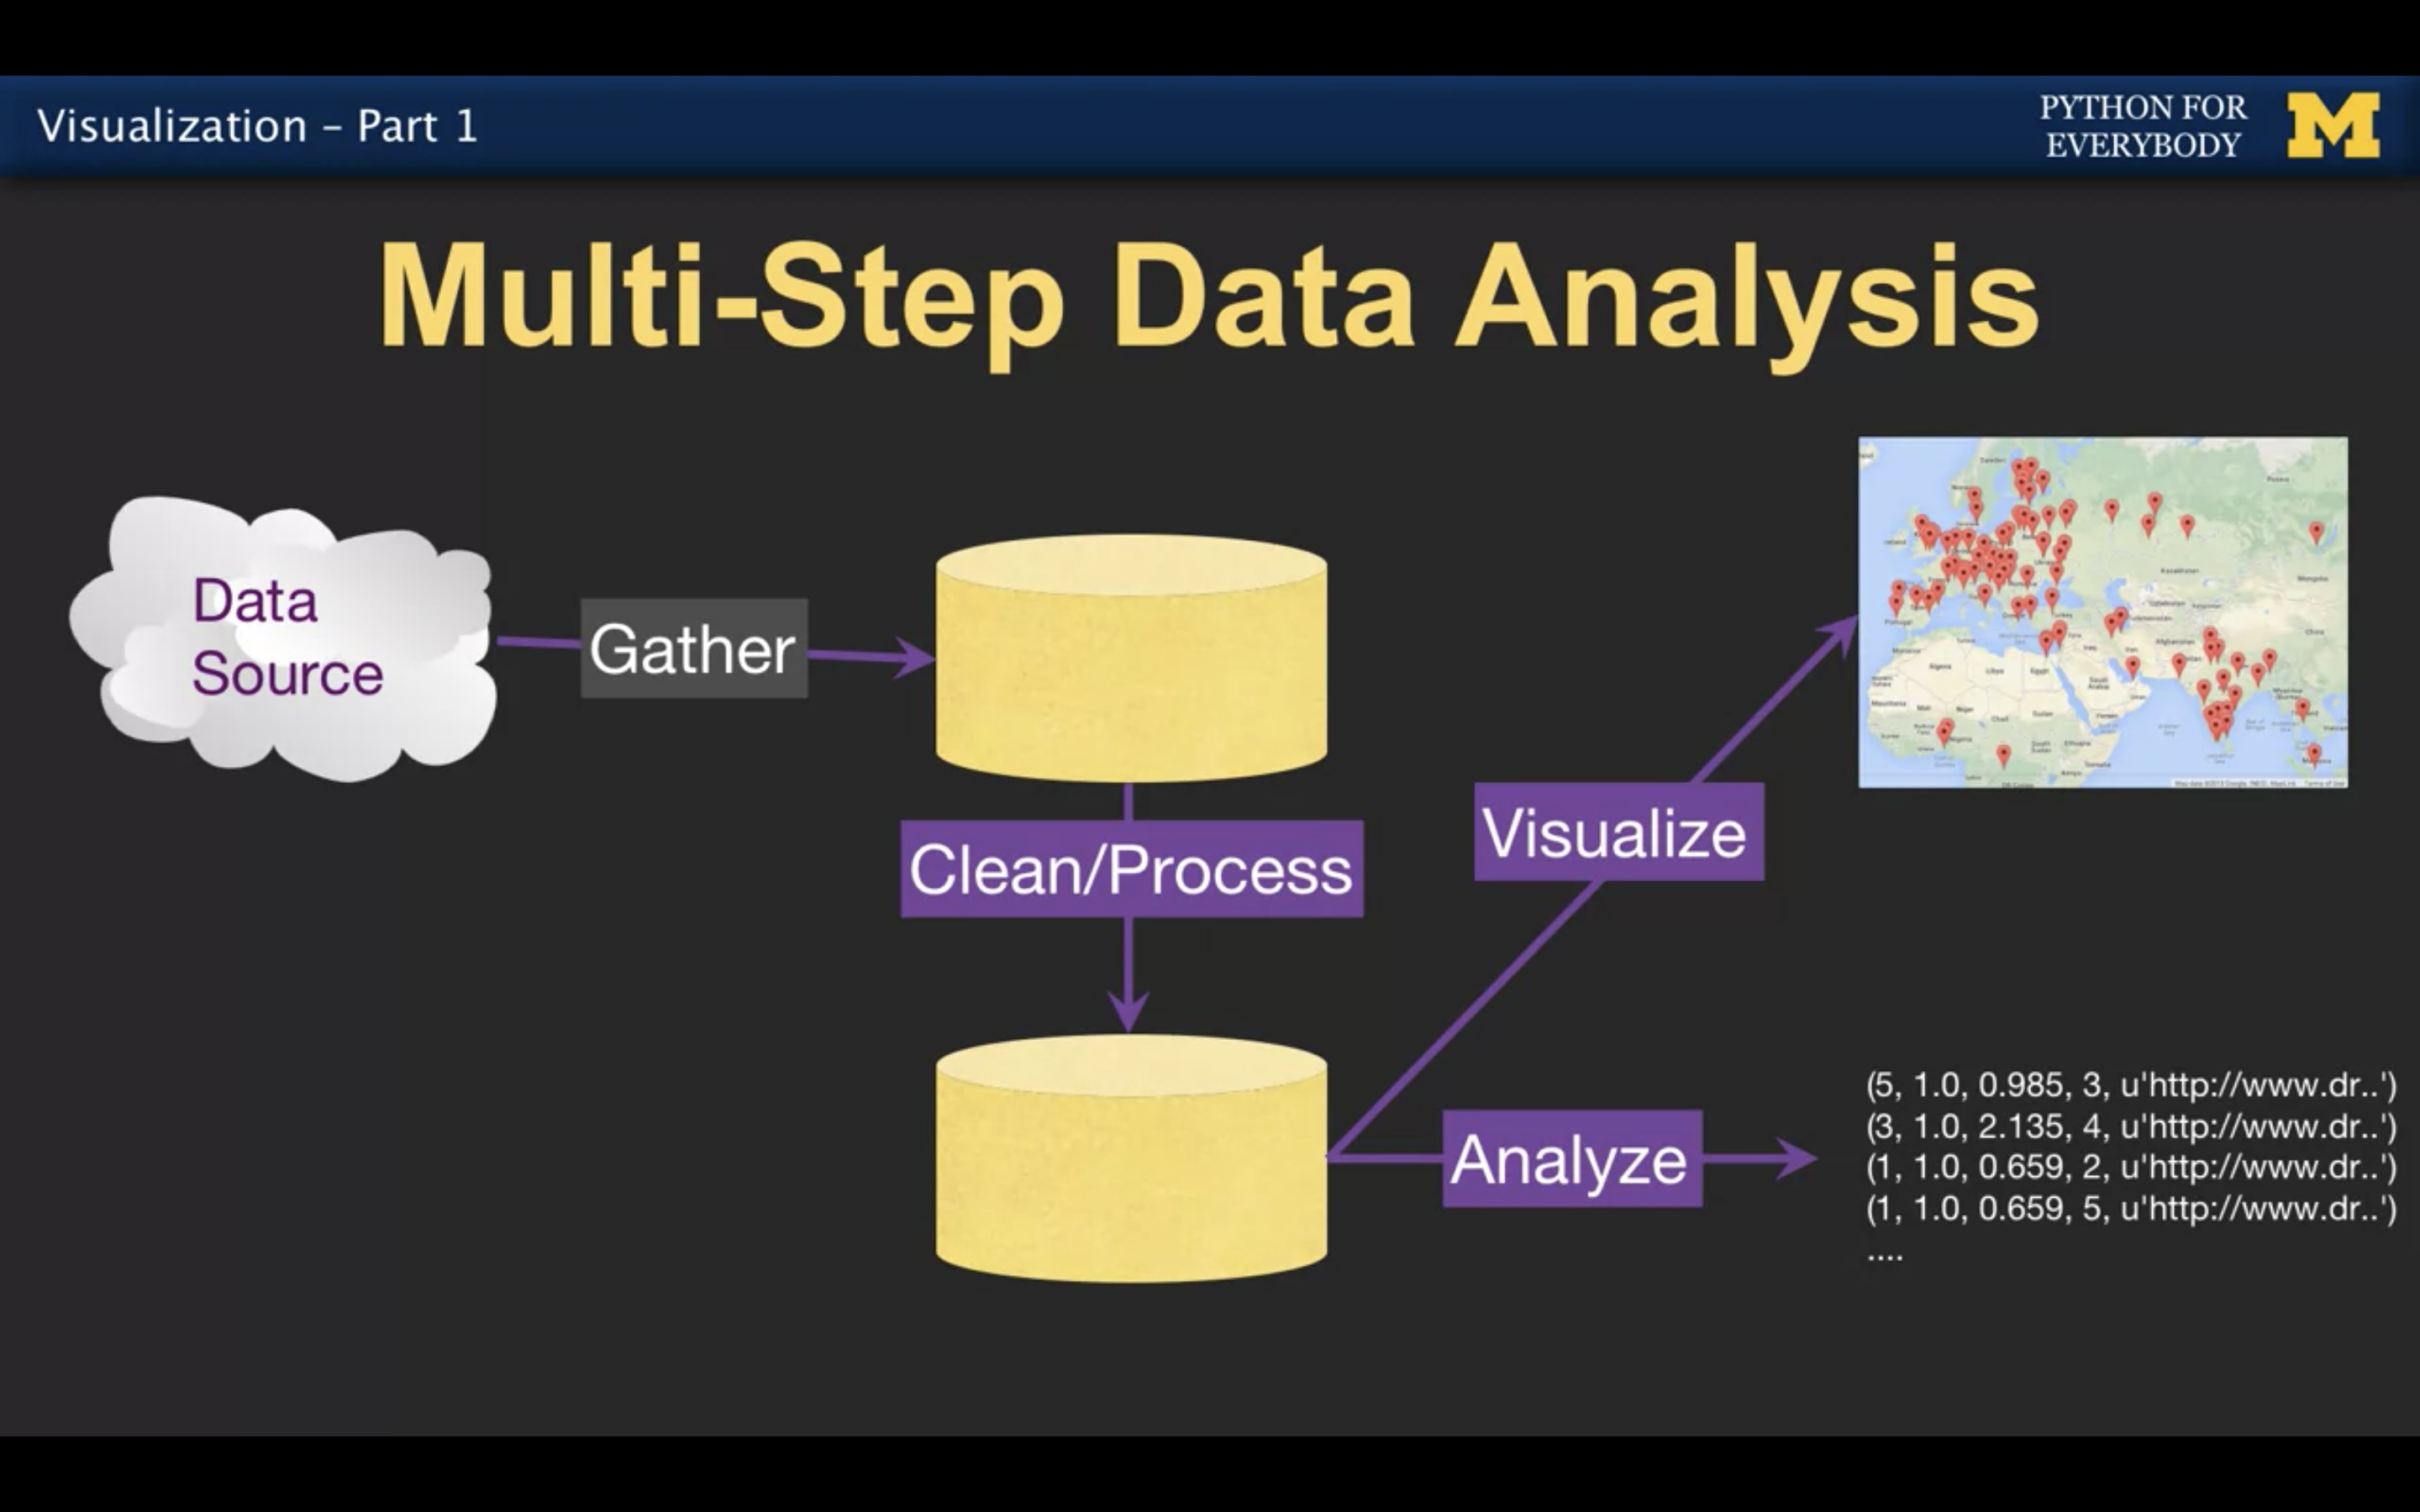 Visualization – Part 1
PYTHON FOR
EVERYBODY
M
Multi-Step Data Analysis
Data
Source
Gather
Clean/Process
Visualize
Analyze
(5, 1.0, 0.985, 3, u'http://www.dr..')
(3, 1.0, 2.135, 4, u'http://www.dr..')
(1, 1.0, 0.659, 2, u'http://www.dr..')
(1, 1.0, 0.659, 5, u'http://www.dr..')
....